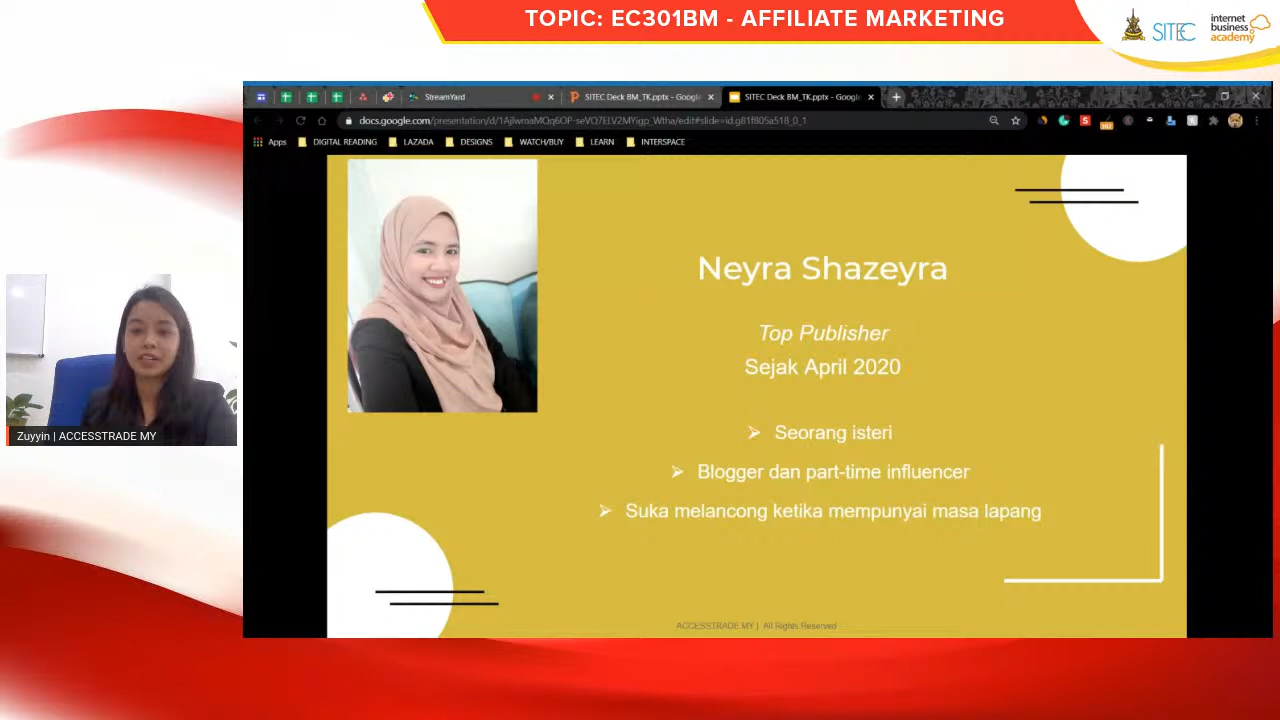 TOPIC: EC301BM - AFFILIATE MARKETING
SITEC
internet
business
academy
StreamYard
SITEC Deck BM_TK.pptx - Google
SITEC Deck BM_TK.pptx - Google
Apps
DIGITAL READING
LAZADA
DESIGNS
WATCH/BUY
LEARN
INTERSPACE
Neyra Shazeyra
Top Publisher
Sejak April 2020
Seorang isteri
Blogger dan part-time influencer
Suka melancong ketika mempunyai masa lapang
ACCESSTRADE.MY | All Rights Reserved
Zuyyin | ACCESSTRADE MY